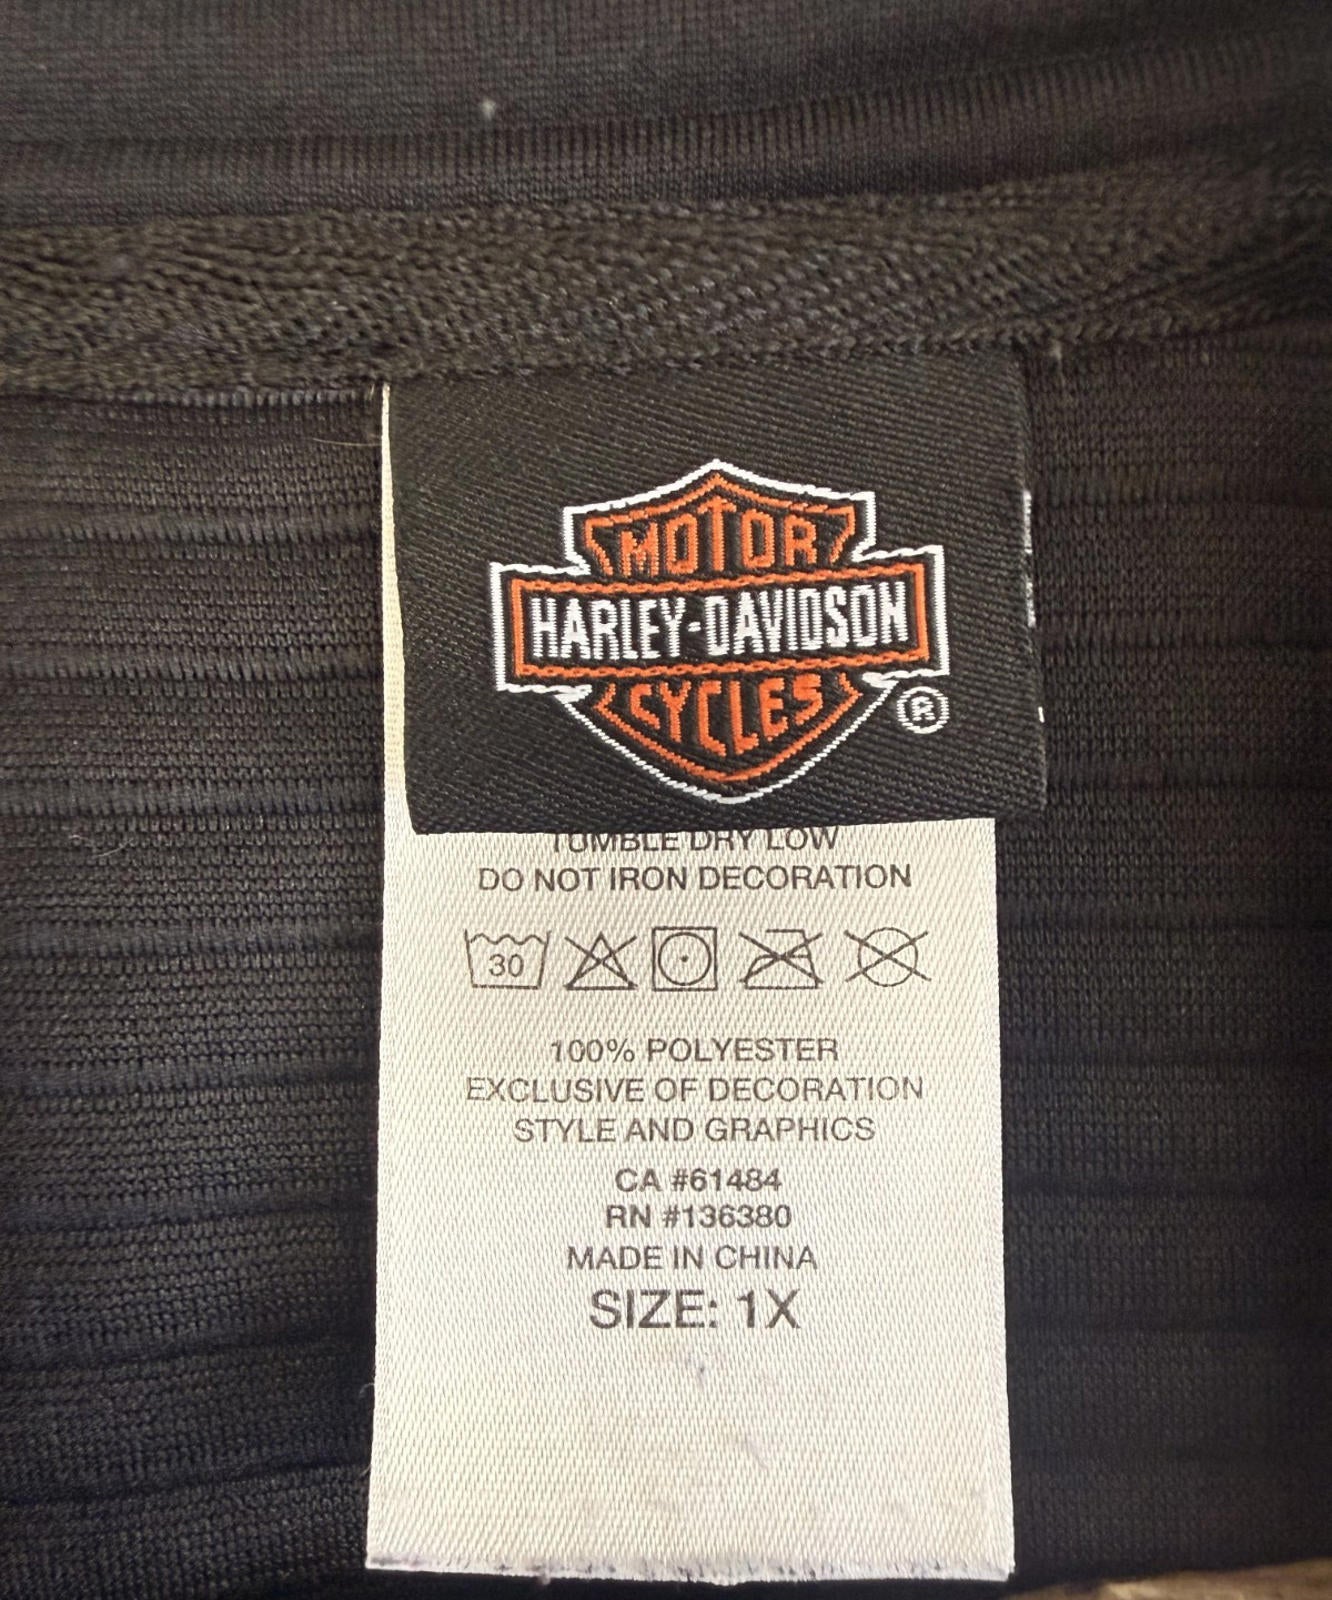 MOTOR
HARLEY-DAVIDSON
CYCLES
®
TUMBLE DRY LOW
DO NOT IRON DECORATION
30
100% POLYESTER
EXCLUSIVE OF DECORATION
STYLE AND GRAPHICS
CA #61484
RN #136380
MADE IN CHINA
SIZE: 1X